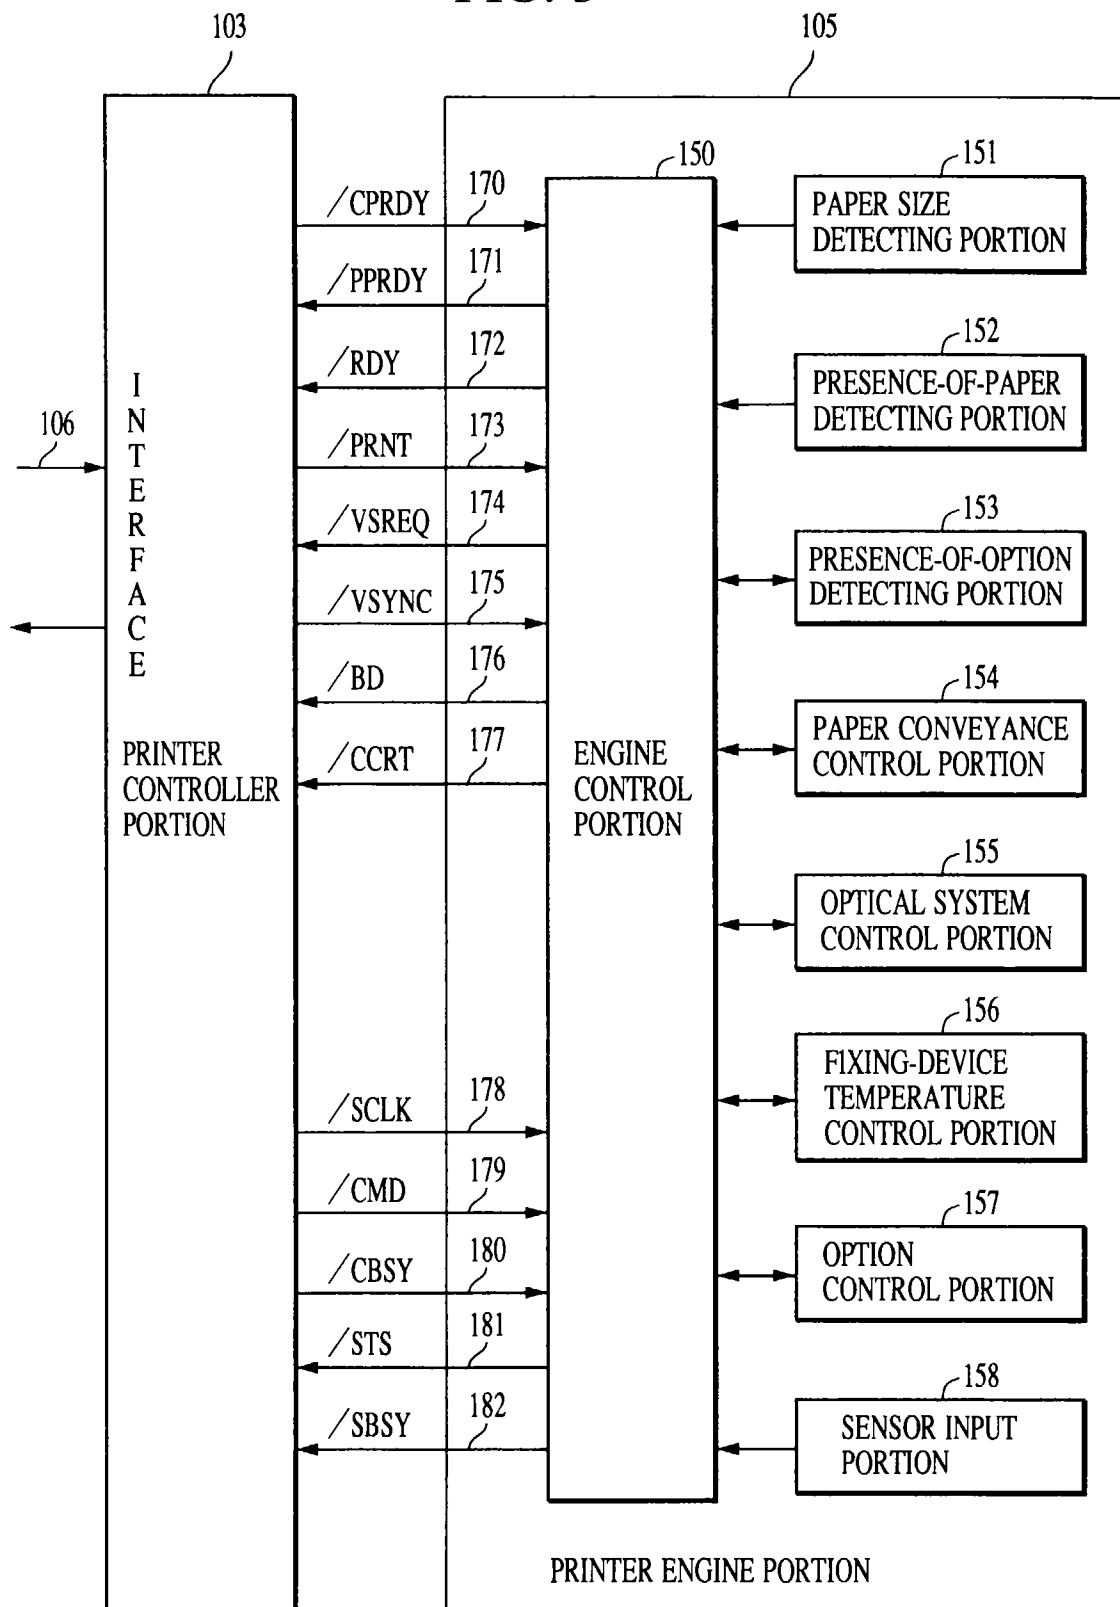 103
105
150
151
PAPER SIZE
DETECTING PORTION
/CPRDY
170
/PPRDY
171
152
PRESENCE-OF-PAPER
DETECTING PORTION
/RDY
172
INTERFACE
106
/PRNT
173
/VSREQ
174
153
PRESENCE-OF-OPTION
DETECTING PORTION
/VSYNC
175
/BD
176
154
PAPER CONVEYANCE
CONTROL PORTION
/CCRT
177
PRINTER
CONTROLLER
PORTION
ENGINE
CONTROL
PORTION
155
OPTICAL SYSTEM
CONTROL PORTION
156
FIXING-DEVICE
TEMPERATURE
CONTROL PORTION
/SCLK
178
/CMD
179
157
OPTION
CONTROL PORTION
/CBSY
180
/STS
181
158
SENSOR INPUT
PORTION
/SBSY
182
PRINTER ENGINE PORTION